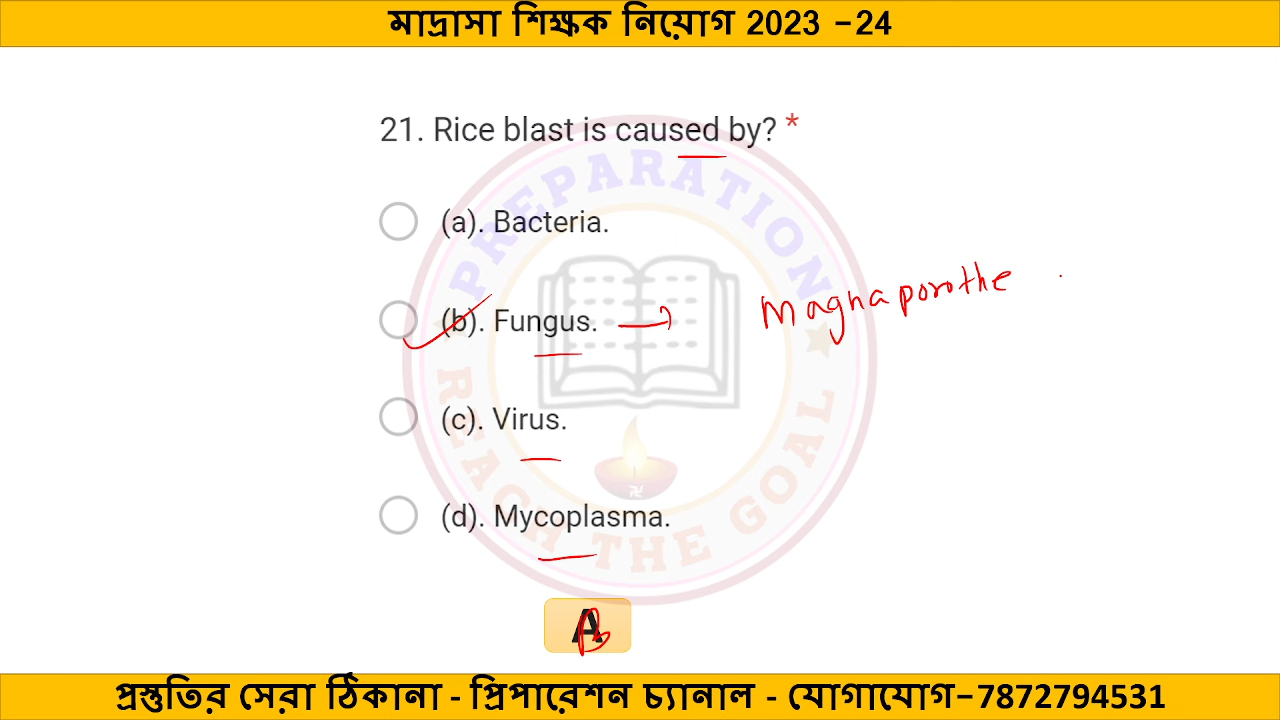 মাদ্রাসা শিক্ষক নিয়োগ 2023 -24
21. Rice blast is caused by? *
(a). Bacteria.
(b). Fungus. → Magnaporothe
(c). Virus.
(d). Mycoplasma.
A B
PREPARATION
REACH THE GOAL
প্রস্তুতির সেরা ঠিকানা - প্রিপারেশন চ্যানাল - যোগাযোগ-7872794531